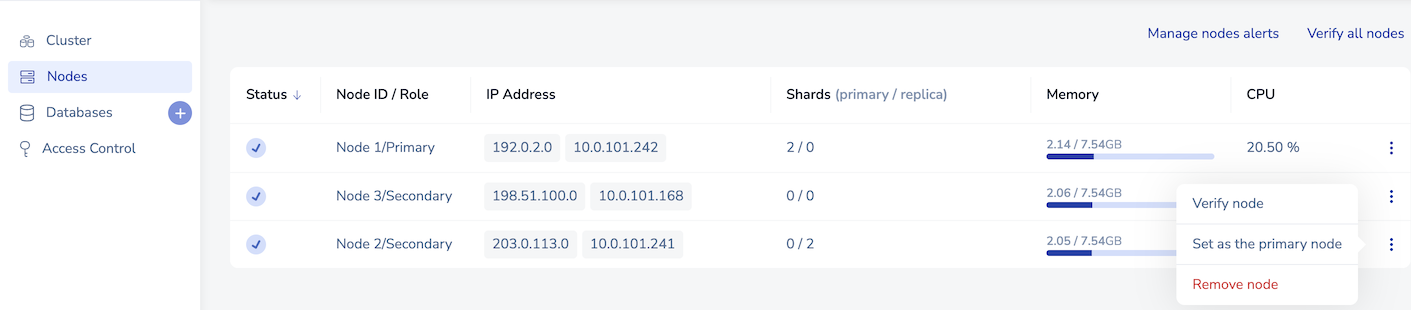 Manage nodes alerts Verify all nodes
Cluster
Nodes
Databases
Access Control
Status Node ID / Role IP Address Shards (primary / replica) Memory CPU
Node 1/Primary 192.0.2.0 10.0.101.242 2 / 0 2.14 / 7.54GB 20.50 %
Node 3/Secondary 198.51.100.0 10.0.101.168 0 / 0 2.06 / 7.54GB
Node 2/Secondary 203.0.113.0 10.0.101.241 0 / 2 2.05 / 7.54GB
Verify node
Set as the primary node
Remove node